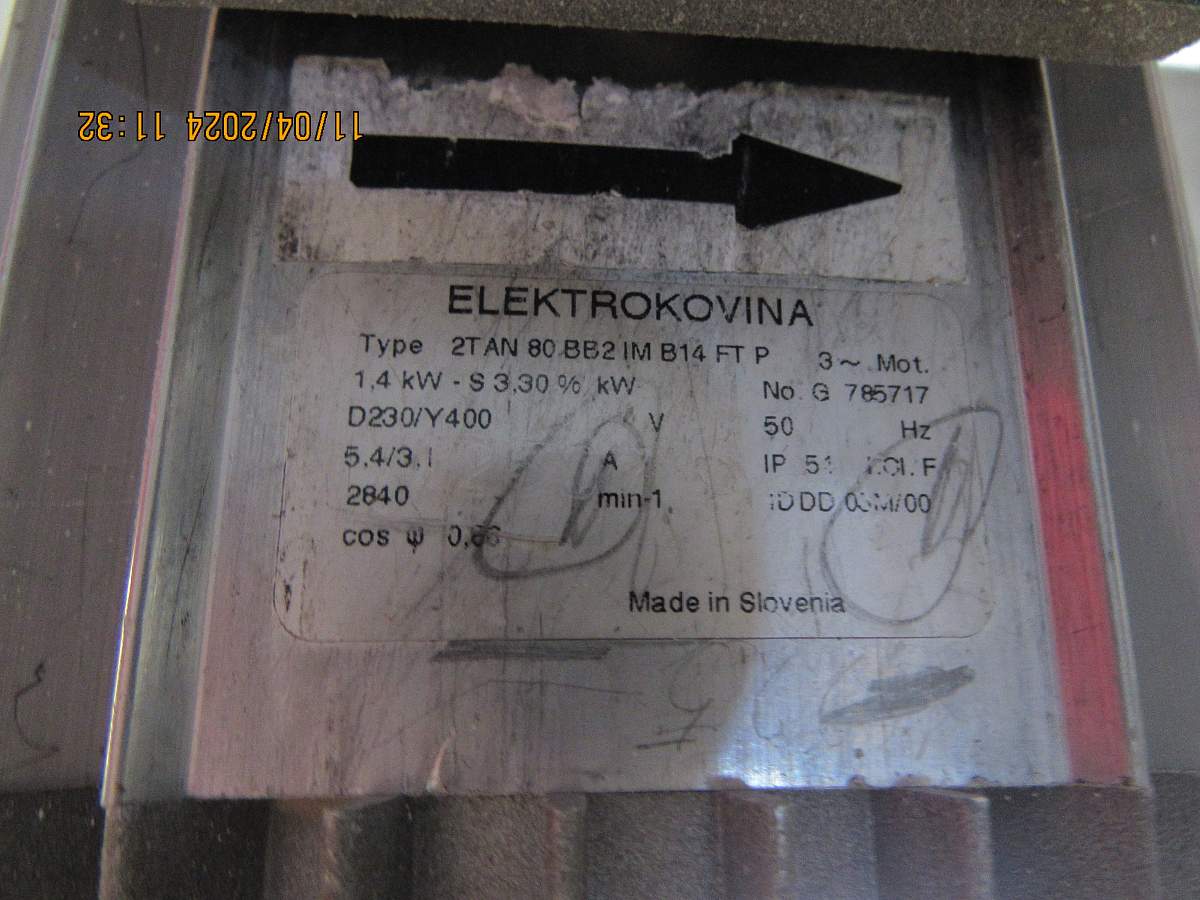 11/04/2024 11:32
ELEKTROKOVINA
Type 2TAN 80 BB2 IM B14 FT P 3 ~ Mot.
1,4 kW - S 3,30 % kW No. G 785717
D230/Y400 V 50 Hz
5,4/3,1 A IP 51 F
2840 min-1
cos ψ
Made in Slovenia